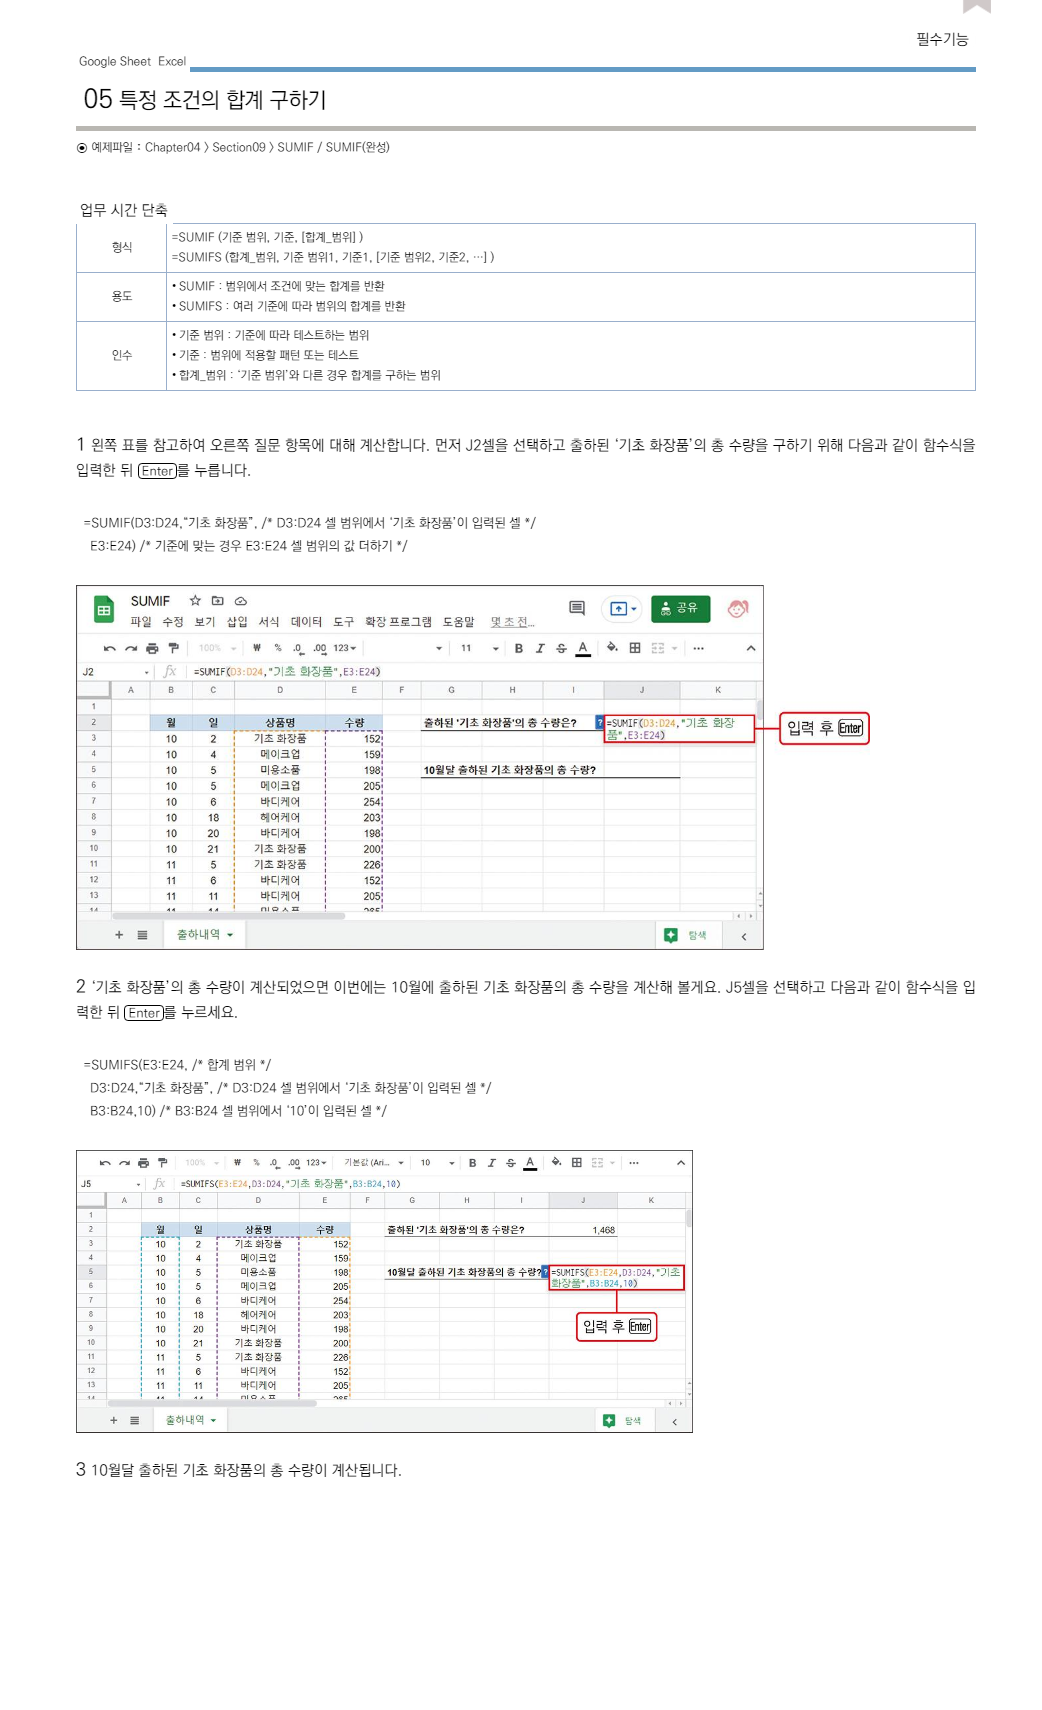 필수기능
Google Sheet Excel
05 특정 조건의 합계 구하기
⦿ 예제파일 : Chapter04 〉 Section09 〉 SUMIF / SUMIF(완성)
업무 시간 단축
형식
=SUMIF (기준 범위, 기준, [합계_범위] )
=SUMIFS (합계_범위, 기준 범위1, 기준1, [기준 범위2, 기준2, …] )
용도
• SUMIF : 범위에서 조건에 맞는 합계를 반환
• SUMIFS : 여러 기준에 따라 범위의 합계를 반환
인수
• 기준 범위 : 기준에 따라 테스트하는 범위
• 기준 : 범위에 적용할 패턴 또는 테스트
• 합계_범위 : ‘기준 범위’와 다른 경우 합계를 구하는 범위
1 왼쪽 표를 참고하여 오른쪽 질문 항목에 대해 계산합니다. 먼저 J2셀을 선택하고 출하된 ‘기초 화장품’의 총 수량을 구하기 위해 다음과 같이 함수식을
입력한 뒤 Enter를 누릅니다.
=SUMIF(D3:D24,“기초 화장품”, /* D3:D24 셀 범위에서 ‘기초 화장품’이 입력된 셀 */
E3:E24) /* 기준에 맞는 경우 E3:E24 셀 범위의 값 더하기 */
SUMIF
공유
파일 수정 보기 삽입 서식 데이터 도구 확장 프로그램 도움말 몇 초 전...
100% ₩ % .0 .00 123 11 B I S A ...
J2 fx =SUMIF(D3:D24,"기초 화장품",E3:E24)
A B C D E F G H I J K
1
2 월 일 상품명 수량 출하된 '기초 화장품'의 총 수량은? ? =SUMIF(D3:D24,"기초 화장
품",E3:E24)
입력 후 Enter
3 10 2 기초 화장품 152
4 10 4 메이크업 159
5 10 5 미용소품 198 10월달 출하된 기초 화장품의 총 수량?
6 10 5 메이크업 205
7 10 6 바디케어 254
8 10 18 헤어케어 203
9 10 20 바디케어 198
10 10 21 기초 화장품 200
11 11 5 기초 화장품 226
12 11 6 바디케어 152
13 11 11 바디케어 205
14 11 14 미용소품 265
+ 출하내역 탐색
2 ‘기초 화장품’의 총 수량이 계산되었으면 이번에는 10월에 출하된 기초 화장품의 총 수량을 계산해 볼게요. J5셀을 선택하고 다음과 같이 함수식을 입
력한 뒤 Enter를 누르세요.
=SUMIFS(E3:E24, /* 합계 범위 */
D3:D24,“기초 화장품”, /* D3:D24 셀 범위에서 ‘기초 화장품’이 입력된 셀 */
B3:B24,10) /* B3:B24 셀 범위에서 ‘10’이 입력된 셀 */
100% ₩ % .0 .00 123 기본값 (Ari... 10 B I S A ...
J5 fx =SUMIFS(E3:E24,D3:D24,"기초 화장품",B3:B24,10)
A B C D E F G H I J K
1
2 월 일 상품명 수량 출하된 '기초 화장품'의 총 수량은? 1,468
3 10 2 기초 화장품 152
4 10 4 메이크업 159
5 10 5 미용소품 198 10월달 출하된 기초 화장품의 총 수량? ? =SUMIFS(E3:E24,D3:D24,"기초
화장품",B3:B24,10)
6 10 5 메이크업 205
7 10 6 바디케어 254
8 10 18 헤어케어 203
입력 후 Enter
9 10 20 바디케어 198
10 10 21 기초 화장품 200
11 11 5 기초 화장품 226
12 11 6 바디케어 152
13 11 11 바디케어 205
14 11 14 미용소품 265
+ 출하내역 탐색
3 10월달 출하된 기초 화장품의 총 수량이 계산됩니다.